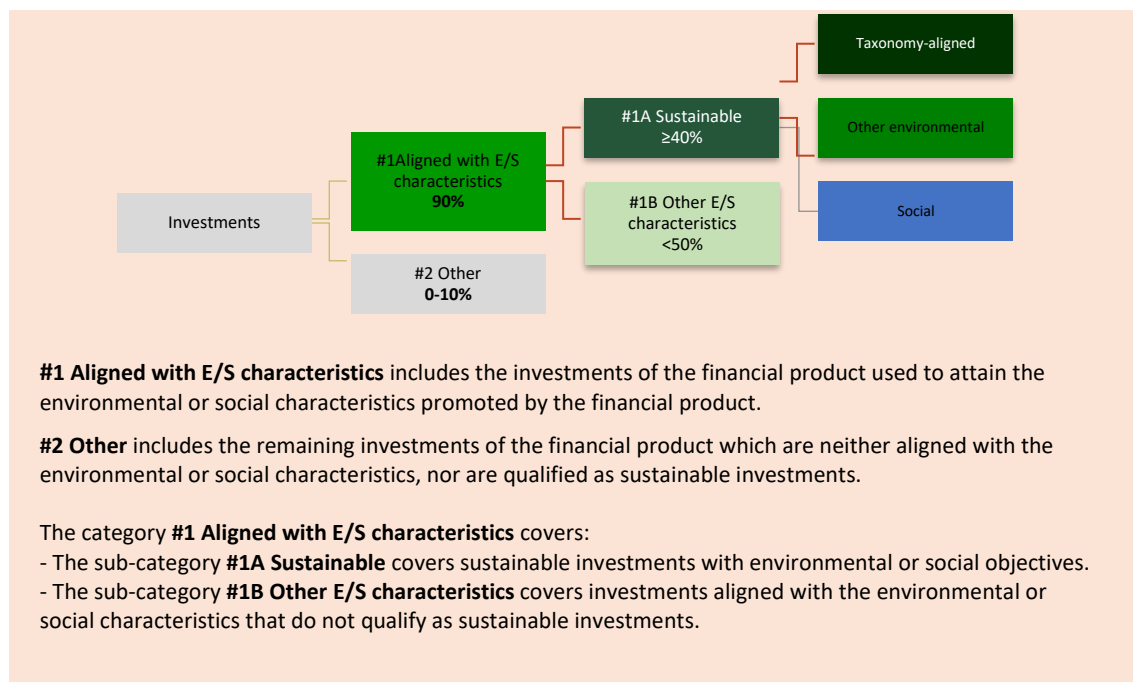 Taxonomy-aligned
#1A Sustainable
≥40%
Other environmental
#1Aligned with E/S
characteristics
90%
#1B Other E/S
characteristics
<50%
Social
Investments
#2 Other
0-10%
#1 Aligned with E/S characteristics includes the investments of the financial product used to attain the
environmental or social characteristics promoted by the financial product.
#2 Other includes the remaining investments of the financial product which are neither aligned with the
environmental or social characteristics, nor are qualified as sustainable investments.
The category #1 Aligned with E/S characteristics covers:
- The sub-category #1A Sustainable covers sustainable investments with environmental or social objectives.
- The sub-category #1B Other E/S characteristics covers investments aligned with the environmental or
social characteristics that do not qualify as sustainable investments.